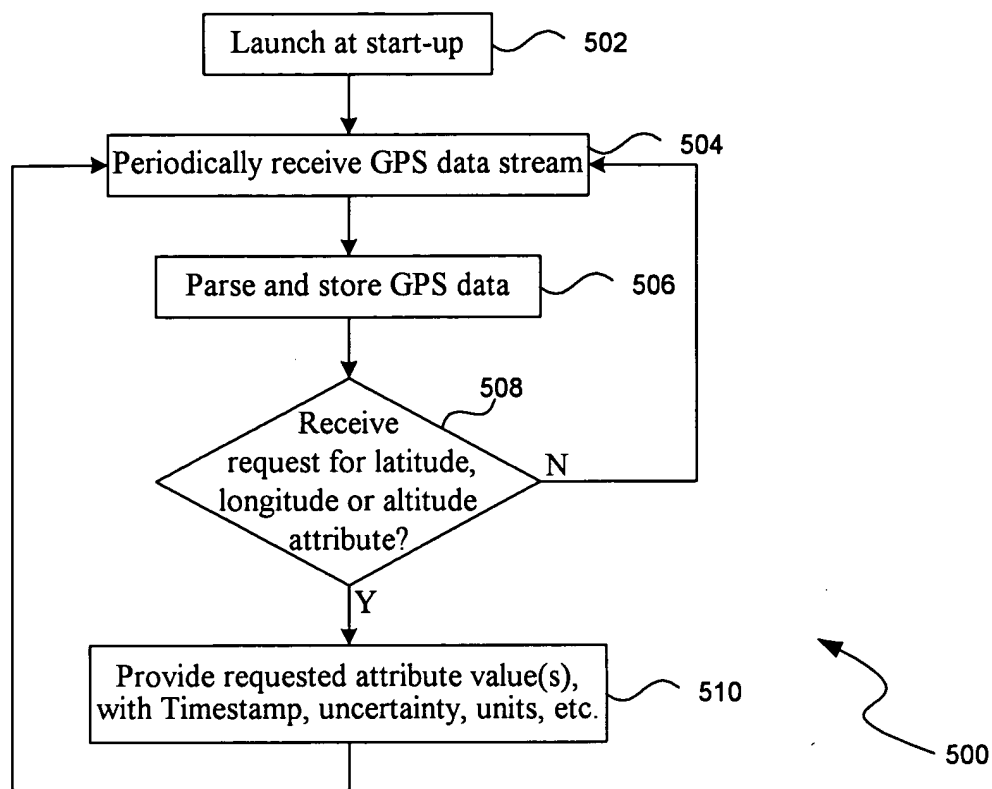 Launch at start-up
502
Periodically receive GPS data stream
504
Parse and store GPS data
506
508
Receive
request for latitude,
longitude or altitude
attribute?
N
Y
Provide requested attribute value(s),
with Timestamp, uncertainty, units, etc.
510
500